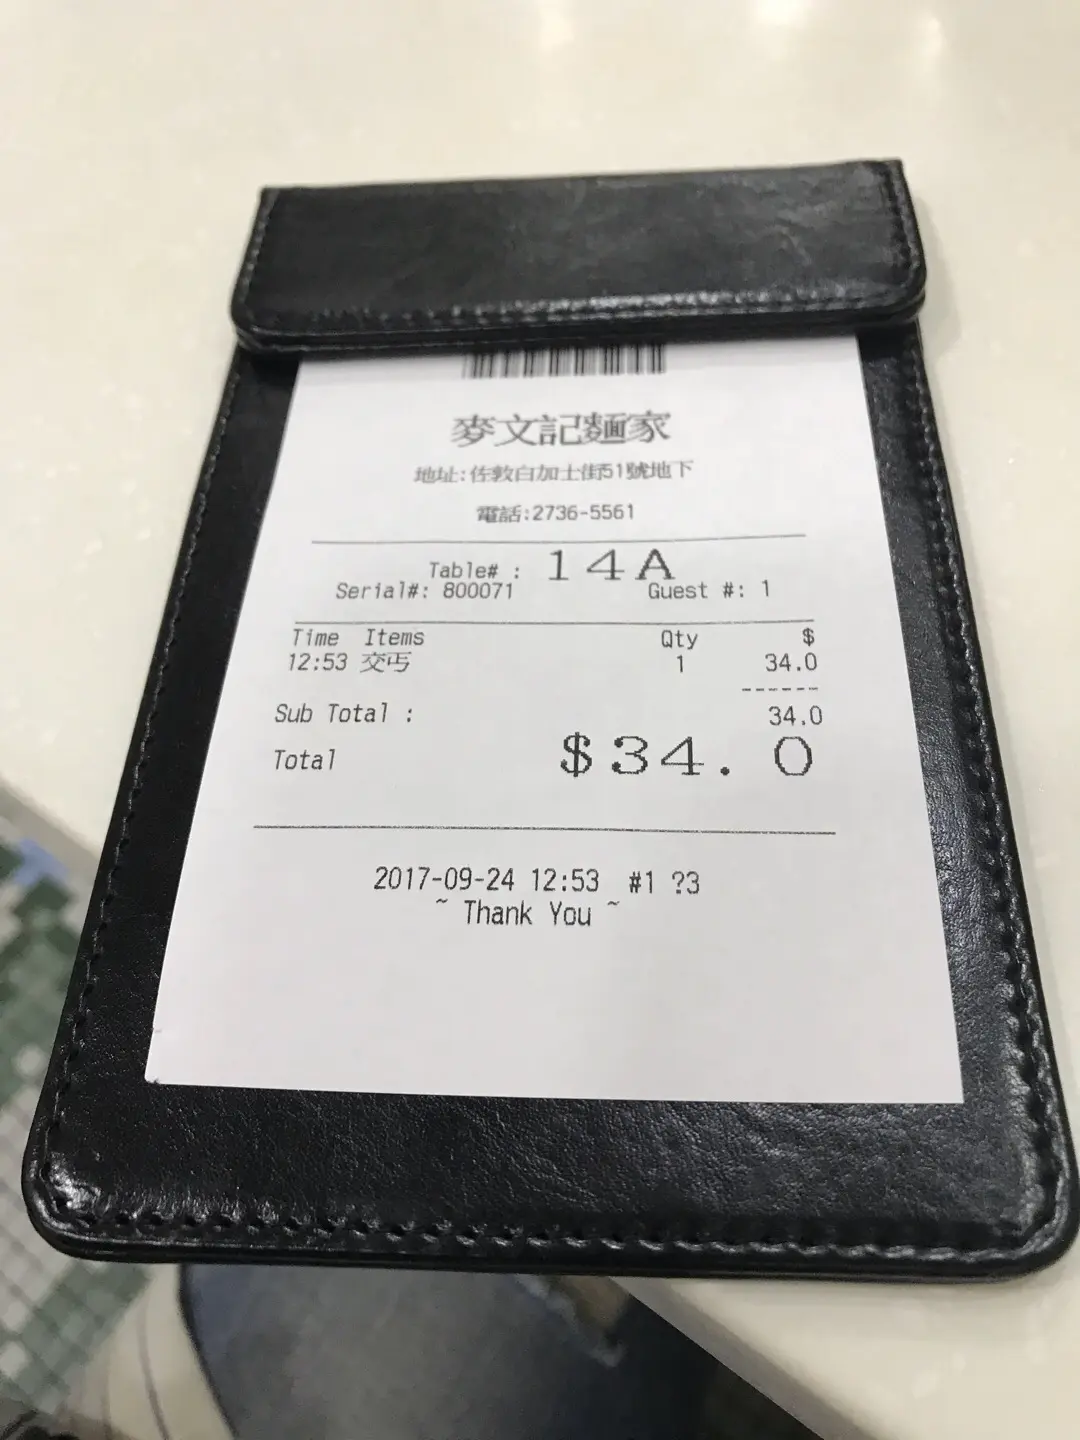 麥文記麵家
地址:佐敦白加士街51號地下
電話:2736-5561
Table# : 14A
Serial#: 800071 Guest #: 1
Time Items Qty $
12:53 交丐 1 34.0
------
Sub Total : 34.0
Total $34. 0
2017-09-24 12:53 #1 ?3
~ Thank You ~